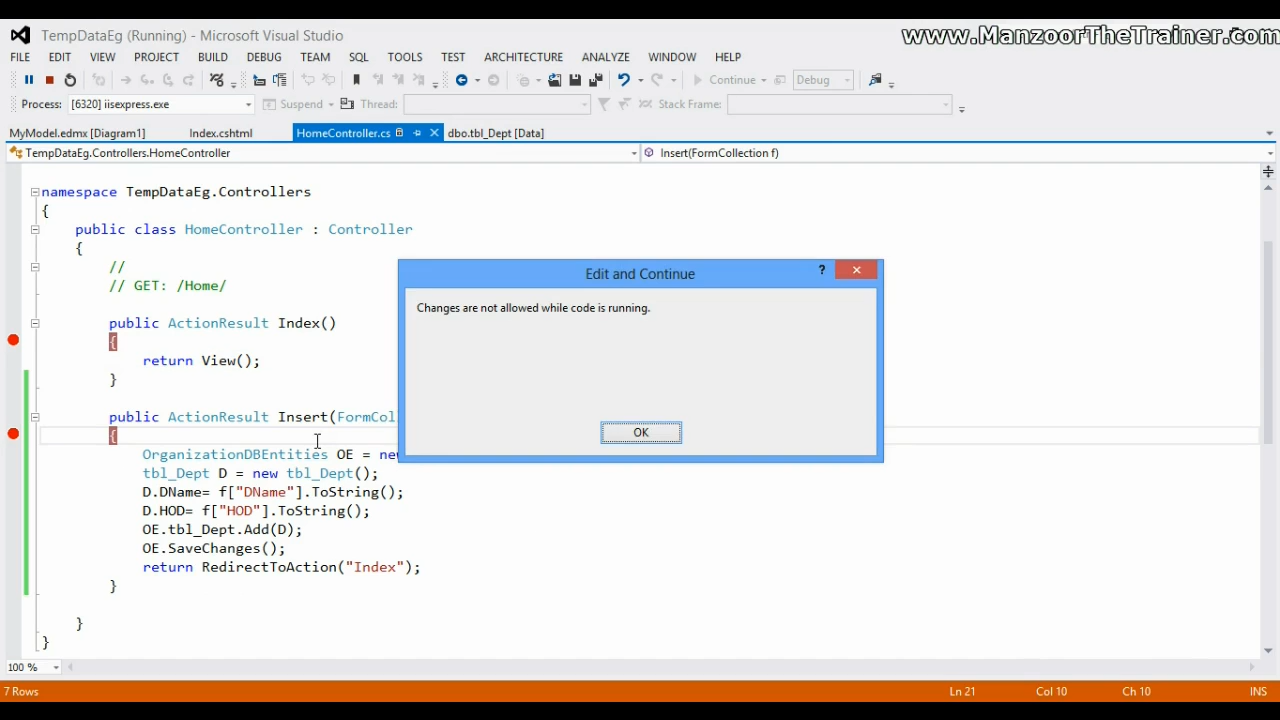 TempDataEg (Running) - Microsoft Visual Studio
www.ManzoorTheTrainer.com
FILE EDIT VIEW PROJECT BUILD DEBUG TEAM SQL TOOLS TEST ARCHITECTURE ANALYZE WINDOW HELP
Continue Debug
Process: [6320] iisexpress.exe Suspend Thread: Stack Frame:
MyModel.edmx [Diagram1] Index.cshtml HomeController.cs dbo.tbl_Dept [Data]
TempDataEg.Controllers.HomeController Insert(FormCollection f)
namespace TempDataEg.Controllers
{
public class HomeController : Controller
{
//
// GET: /Home/
public ActionResult Index()
{
return View();
}
public ActionResult Insert(FormColl
{
OrganizationDBEntities OE = new
tbl_Dept D = new tbl_Dept();
D.DName= f["DName"].ToString();
D.HOD= f["HOD"].ToString();
OE.tbl_Dept.Add(D);
OE.SaveChanges();
return RedirectToAction("Index");
}
}
}
Edit and Continue
?
Changes are not allowed while code is running.
OK
100 %
7 Rows Ln 21 Col 10 Ch 10 INS